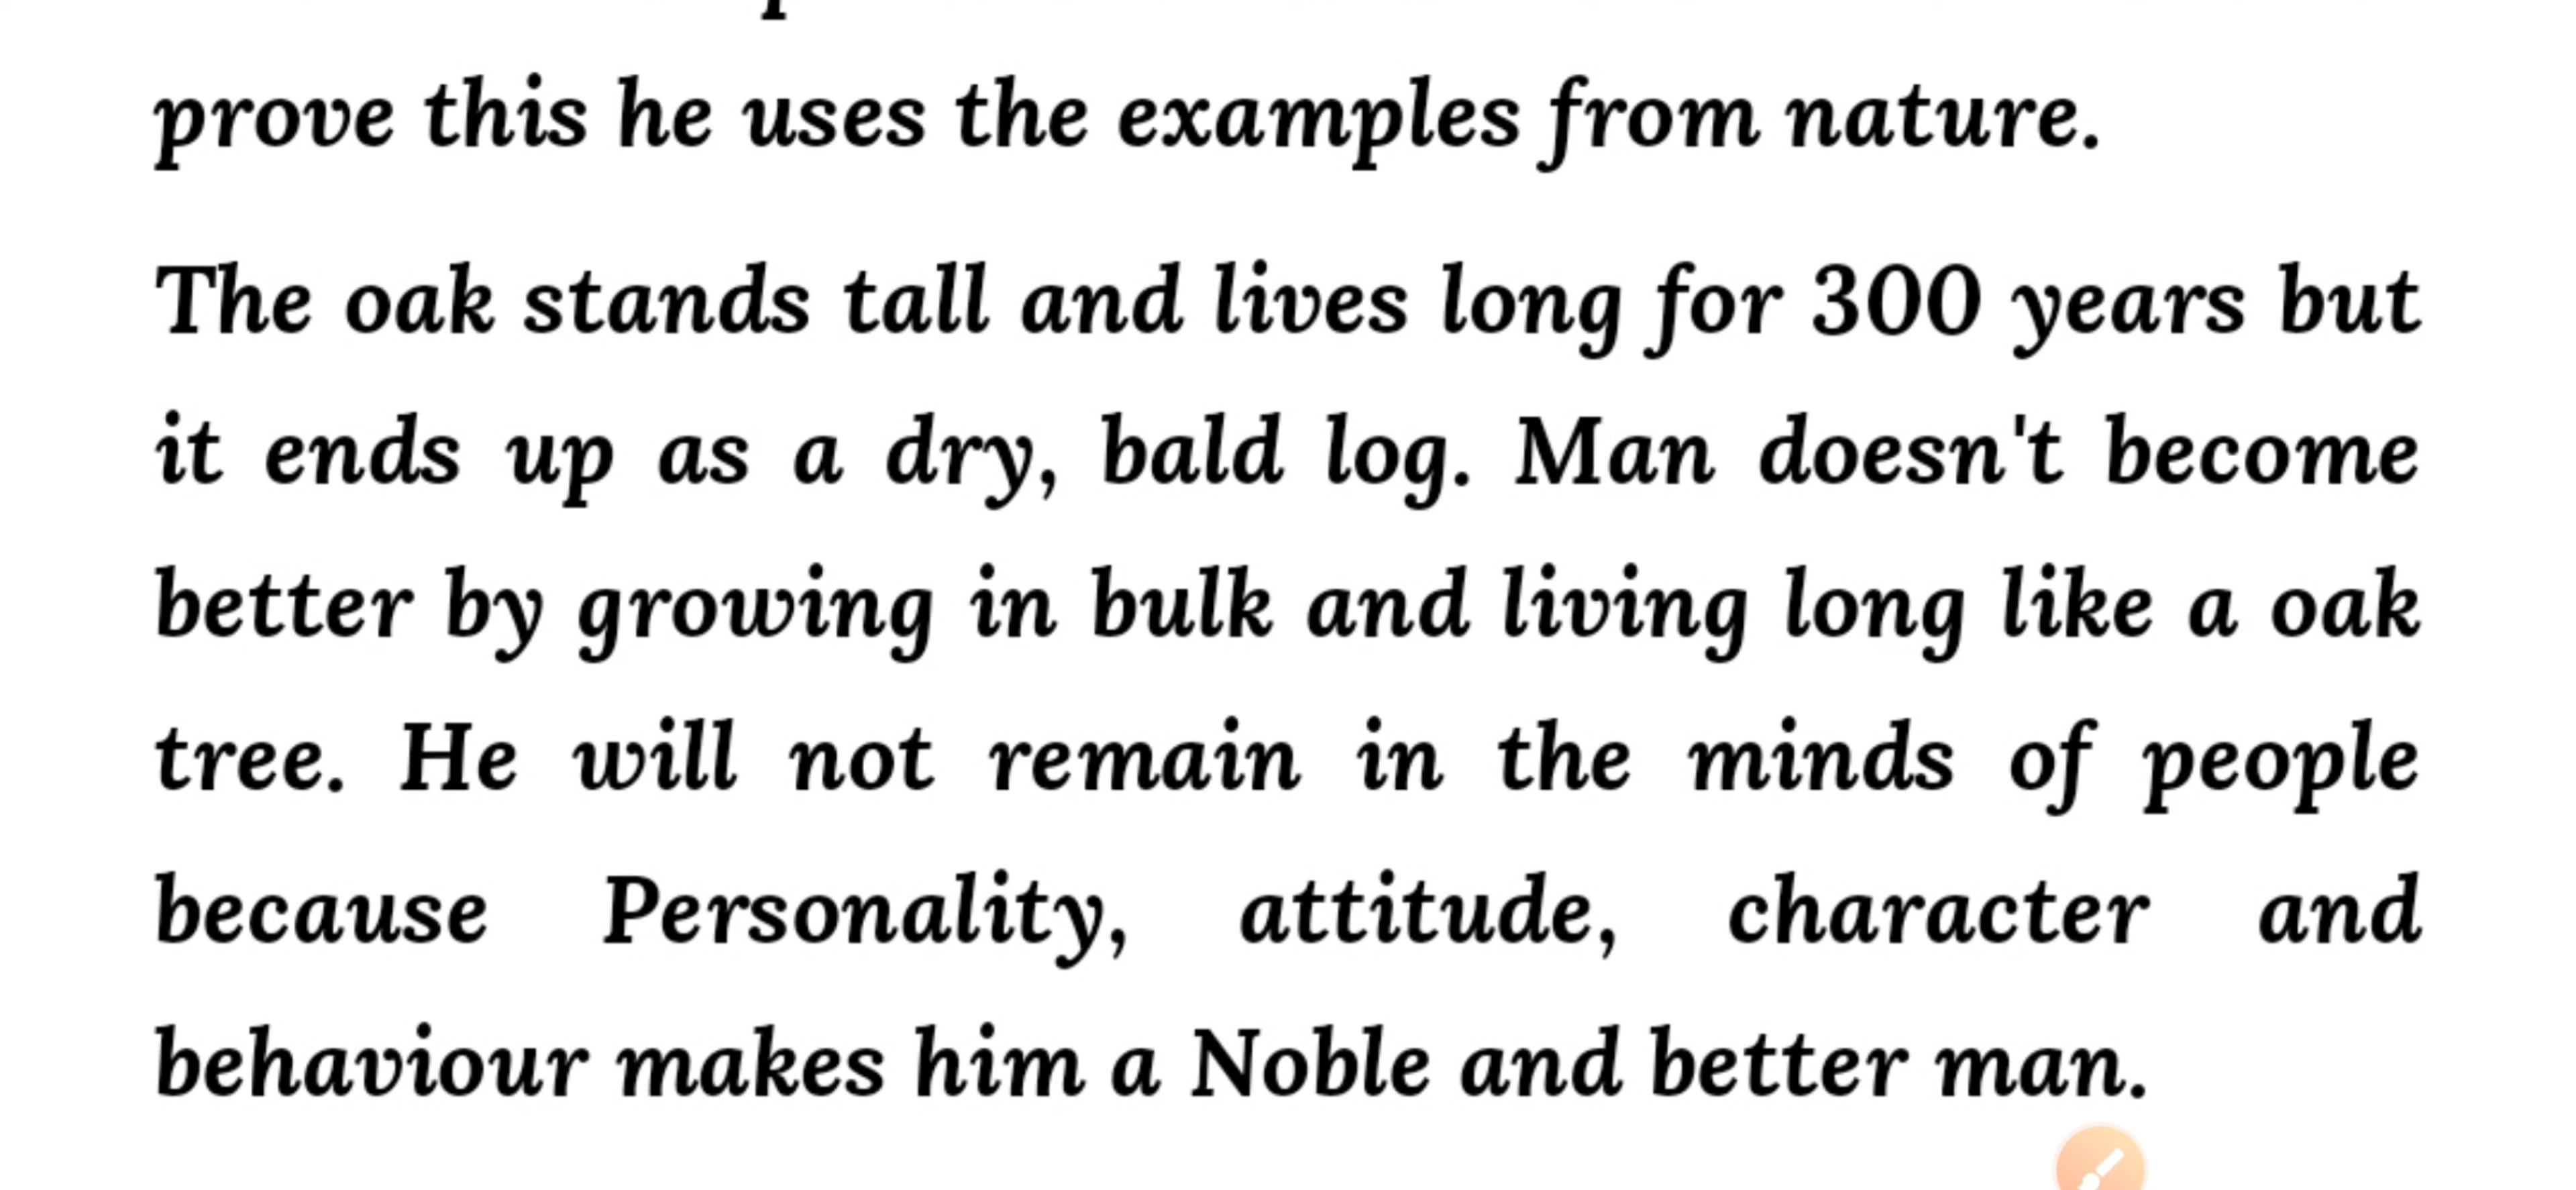 prove this he uses the examples from nature.
The oak stands tall and lives long for 300 years but
it ends up as a dry, bald log. Man doesn't become
better by growing in bulk and living long like a oak
tree. He will not remain in the minds of people
because Personality, attitude, character and
behaviour makes him a Noble and better man.